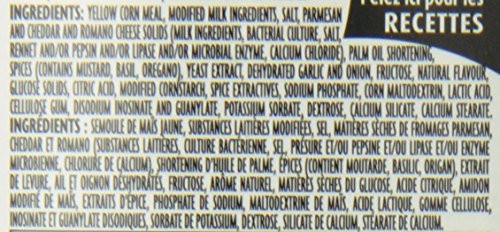 Pelez ici pour les
RECETTES
INGREDIENTS: YELLOW CORN MEAL, MODIFIED MILK INGREDIENTS, SALT, PARMESAN
AND CHEDDAR AND ROMANO CHEESE SOLIDS (MILK INGREDIENTS, BACTERIAL CULTURE, SALT,
RENNET AND/OR PEPSIN AND/OR LIPASE AND/OR MICROBIAL ENZYME, CALCIUM CHLORIDE), PALM OIL SHORTENING,
SPICES (CONTAINS MUSTARD, BASIL, OREGANO), YEAST EXTRACT, DEHYDRATED GARLIC AND ONION, FRUCTOSE, NATURAL FLAVOUR,
GLUCOSE SOLIDS, CITRIC ACID, MODIFIED CORNSTARCH, SPICE EXTRACTIVES, SODIUM PHOSPHATE, CORN MALTODEXTRIN, LACTIC ACID,
CELLULOSE GUM, DISODIUM INOSINATE AND GUANYLATE, POTASSIUM SORBATE, DEXTROSE, CALCIUM SILICATE, CALCIUM STEARATE.
INGRÉDIENTS : SEMOULE DE MAÏS JAUNE, SUBSTANCES LAITIÈRES MODIFIÉES, SEL, MATIÈRES SÈCHES DE FROMAGES PARMESAN,
CHEDDAR ET ROMANO (SUBSTANCES LAITIÈRES, CULTURE BACTÉRIENNE, SEL, PRÉSURE ET/OU PEPSINE ET/OU LIPASE ET/OU ENZYME
MICROBIENNE, CHLORURE DE CALCIUM), SHORTENING D'HUILE DE PALME, ÉPICES (CONTIENT MOUTARDE, BASILIC, ORIGAN), EXTRAIT
DE LEVURE, AIL ET OIGNON DÉSHYDRATÉS, FRUCTOSE, ARÔME NATUREL, MATIÈRES SÈCHES DU GLUCOSE, ACIDE CITRIQUE, AMIDON
MODIFIÉ DE MAÏS, EXTRAITS D'ÉPICE, PHOSPHATE DE SODIUM, MALTODEXTRINE DE MAÏS, ACIDE LACTIQUE, GOMME CELLULOSE,
INOSINATE ET GUANYLATE DISODIQUES, SORBATE DE POTASSIUM, DEXTROSE, SILICATE DE CALCIUM, STÉARATE DE CALCIUM.